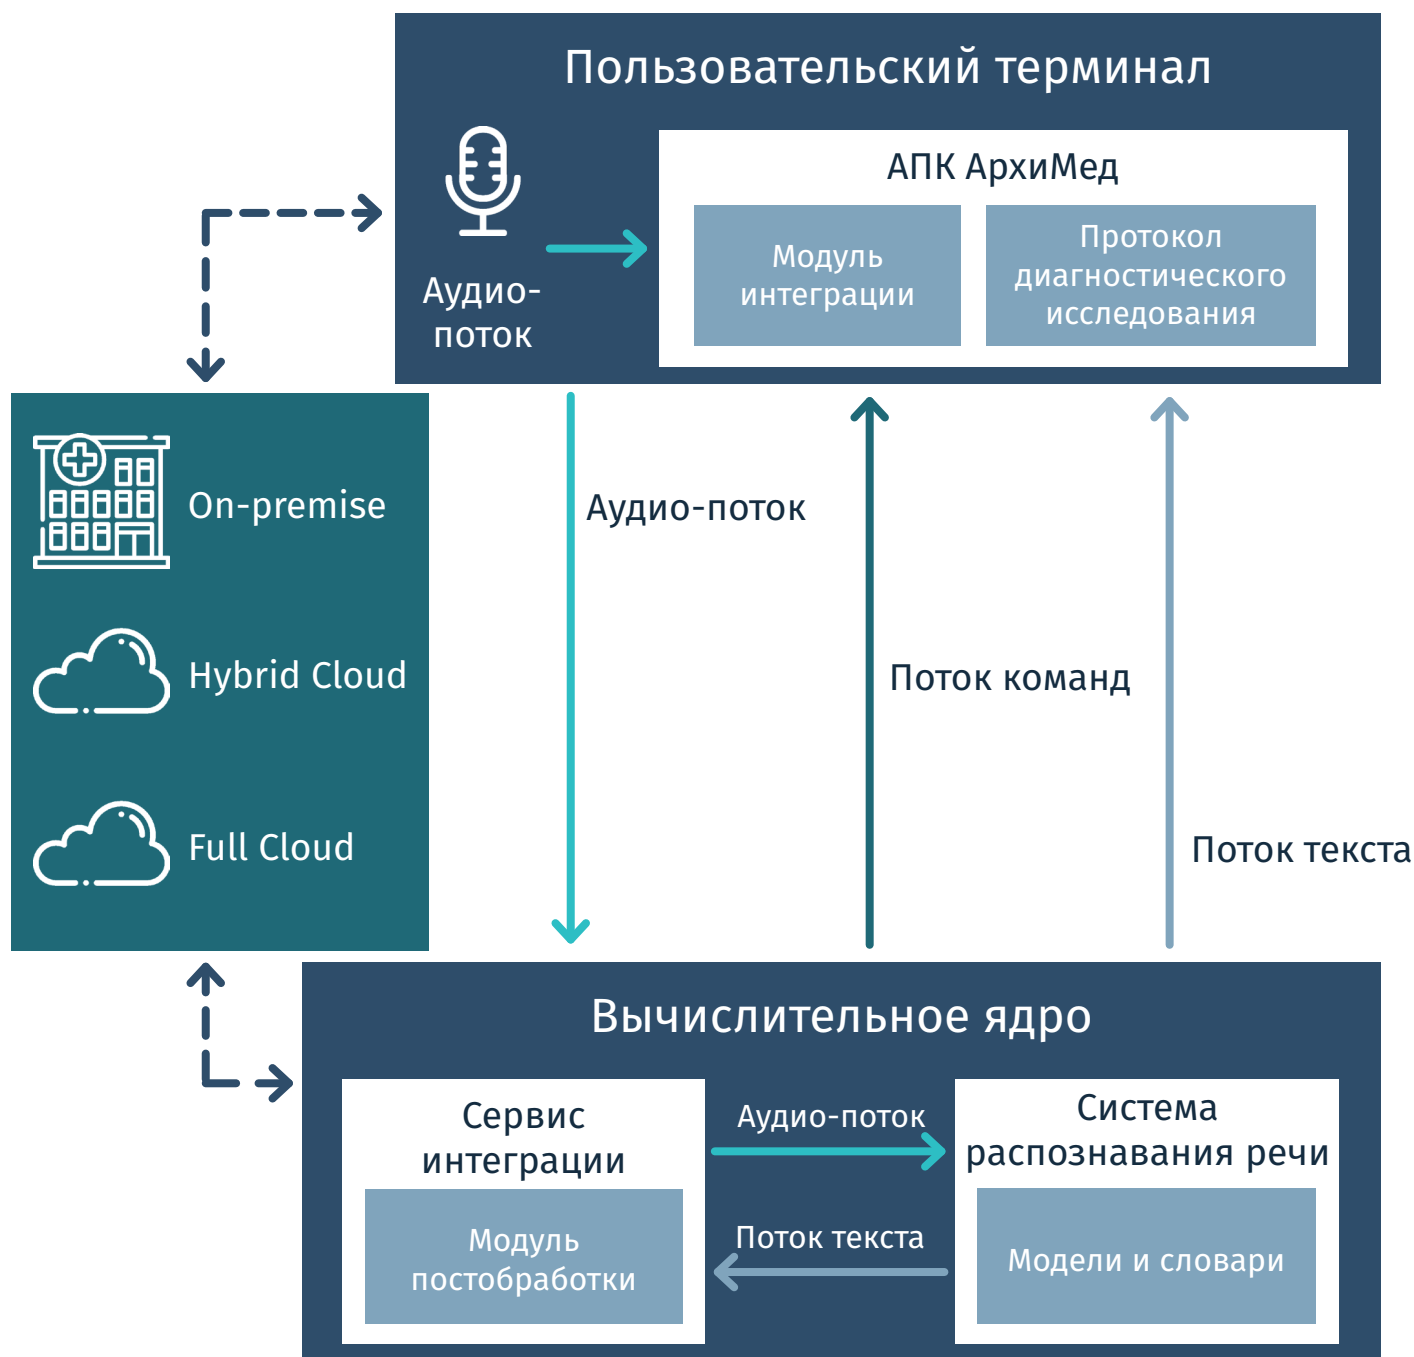 Пользовательский терминал
Аудио-
поток
АПК АрхиМед
Модуль
интеграции
Протокол
диагностического
исследования
On-premise
Hybrid Cloud
Full Cloud
Аудио-поток
Поток команд
Поток текста
Вычислительное ядро
Сервис
интеграции
Модуль
постобработки
Аудио-поток
Поток текста
Система
распознавания речи
Модели и словари